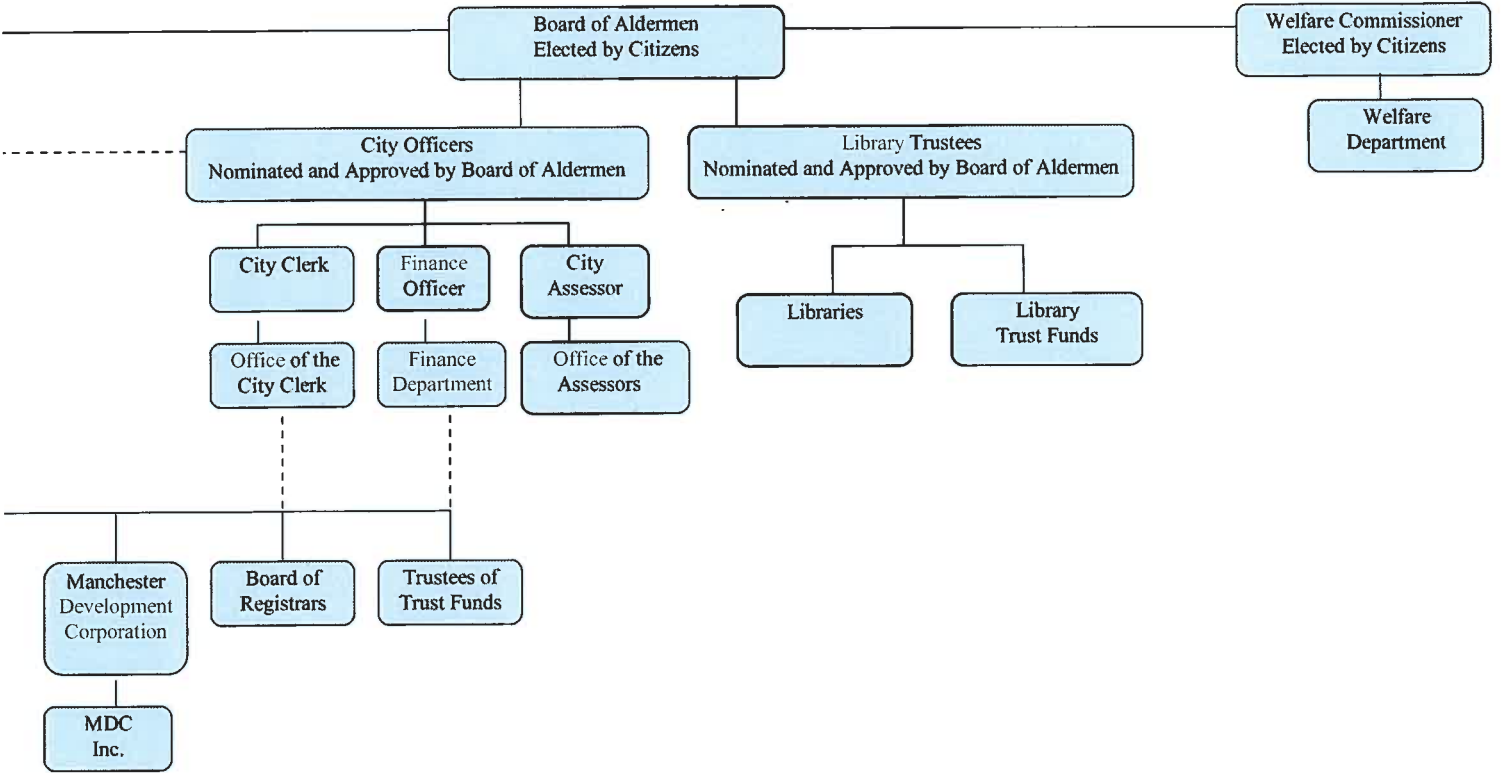 Board of Aldermen
Elected by Citizens
Welfare Commissioner
Elected by Citizens
Welfare
Department
City Officers
Nominated and Approved by Board of Aldermen
Library Trustees
Nominated and Approved by Board of Aldermen
City Clerk
Finance
Officer
City
Assessor
Libraries
Library
Trust Funds
Office of the
City Clerk
Finance
Department
Office of the
Assessors
Manchester
Development
Corporation
Board of
Registrars
Trustees of
Trust Funds
MDC
Inc.